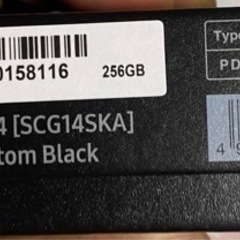 Type
0158116
256GB
PD
4 [SCG14SKA]
tom Black
4